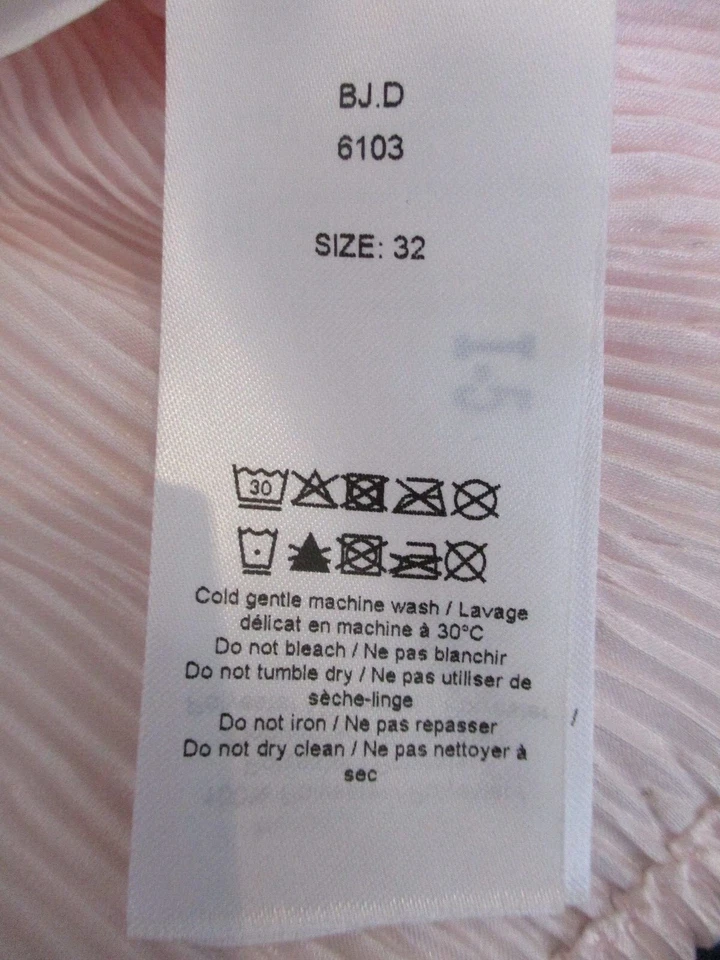 BJ.D
6103
SIZE: 32
30
Cold gentle machine wash / Lavage
délicat en machine à 30°C
Do not bleach / Ne pas blanchir
Do not tumble dry / Ne pas utiliser de
sèche-linge
Do not iron / Ne pas repasser
Do not dry clean / Ne pas nettoyer à
sec